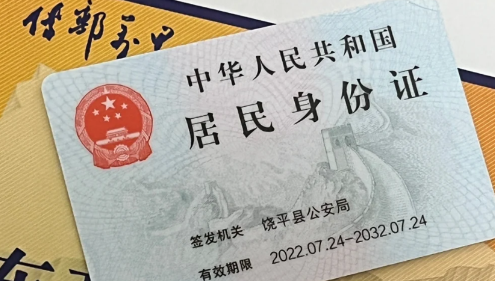 中华人民共和国
居民身份证
签发机关 饶平县公安局
有效期限 2022.07.24-2032.07.24